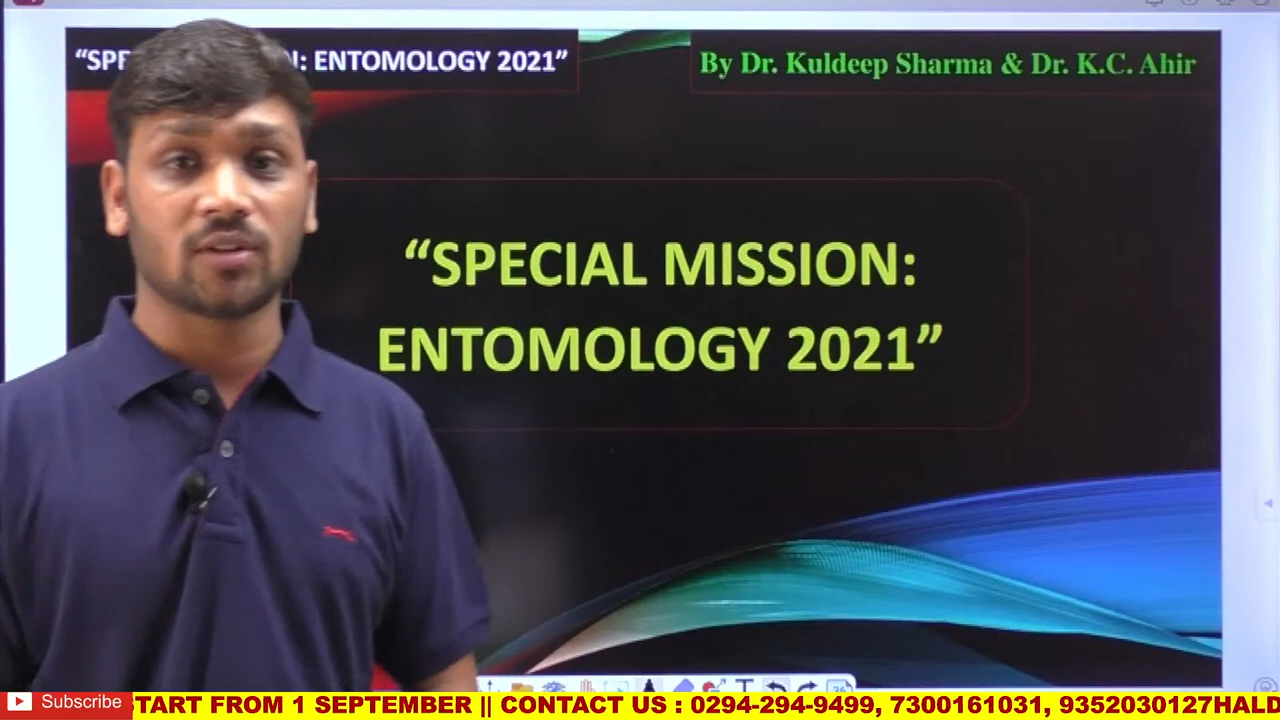 “SPE N: ENTOMOLOGY 2021”
By Dr. Kuldeep Sharma & Dr. K.C. Ahir
“SPECIAL MISSION:
ENTOMOLOGY 2021”
Subscribe
TART FROM 1 SEPTEMBER || CONTACT US : 0294-294-9499, 7300161031, 9352030127HALD